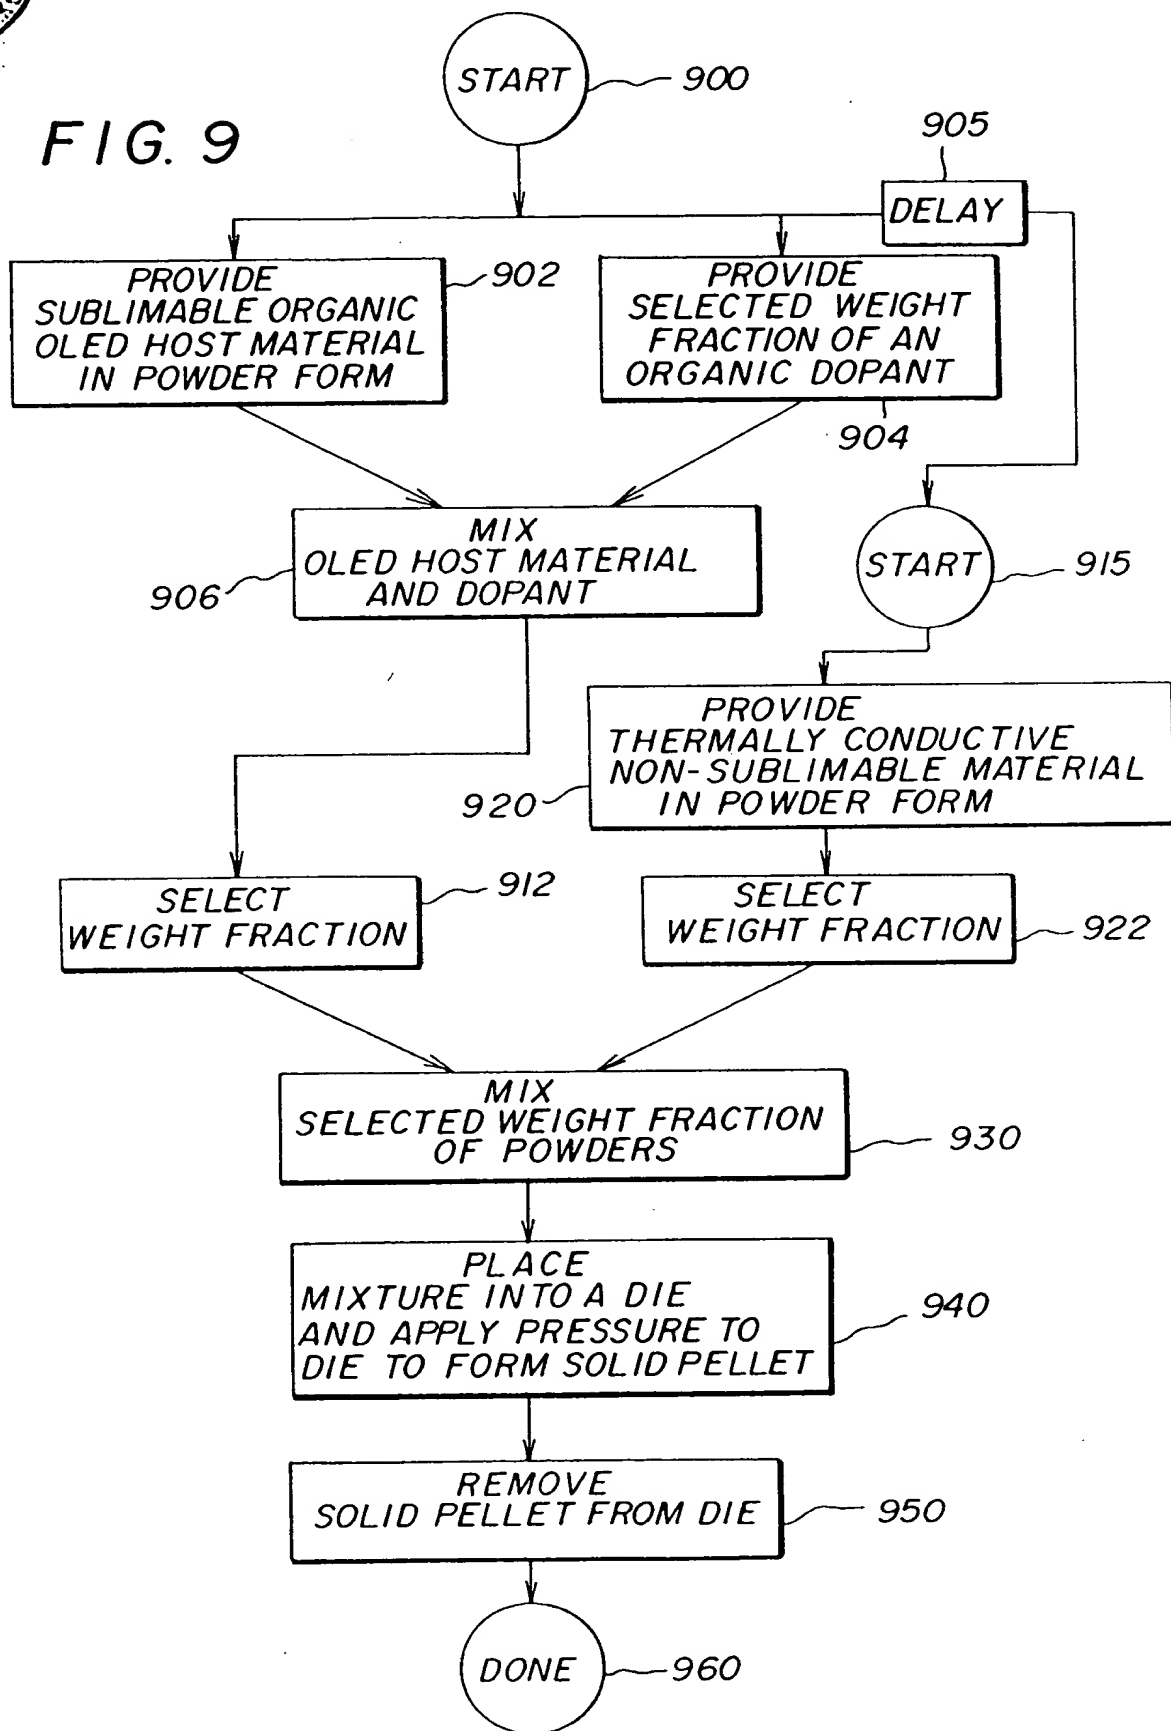 START
900
FIG. 9
905
DELAY
PROVIDE
SUBLIMABLE ORGANIC
OLED HOST MATERIAL
IN POWDER FORM
902
PROVIDE
SELECTED WEIGHT
FRACTION OF AN
ORGANIC DOPANT
904
MIX
OLED HOST MATERIAL
AND DOPANT
906
START
915
PROVIDE
THERMALLY CONDUCTIVE
NON-SUBLIMABLE MATERIAL
IN POWDER FORM
920
SELECT
WEIGHT FRACTION
912
SELECT
WEIGHT FRACTION
922
MIX
SELECTED WEIGHT FRACTION
OF POWDERS
930
PLACE
MIXTURE INTO A DIE
AND APPLY PRESSURE TO
DIE TO FORM SOLID PELLET
940
REMOVE
SOLID PELLET FROM DIE
950
DONE
960